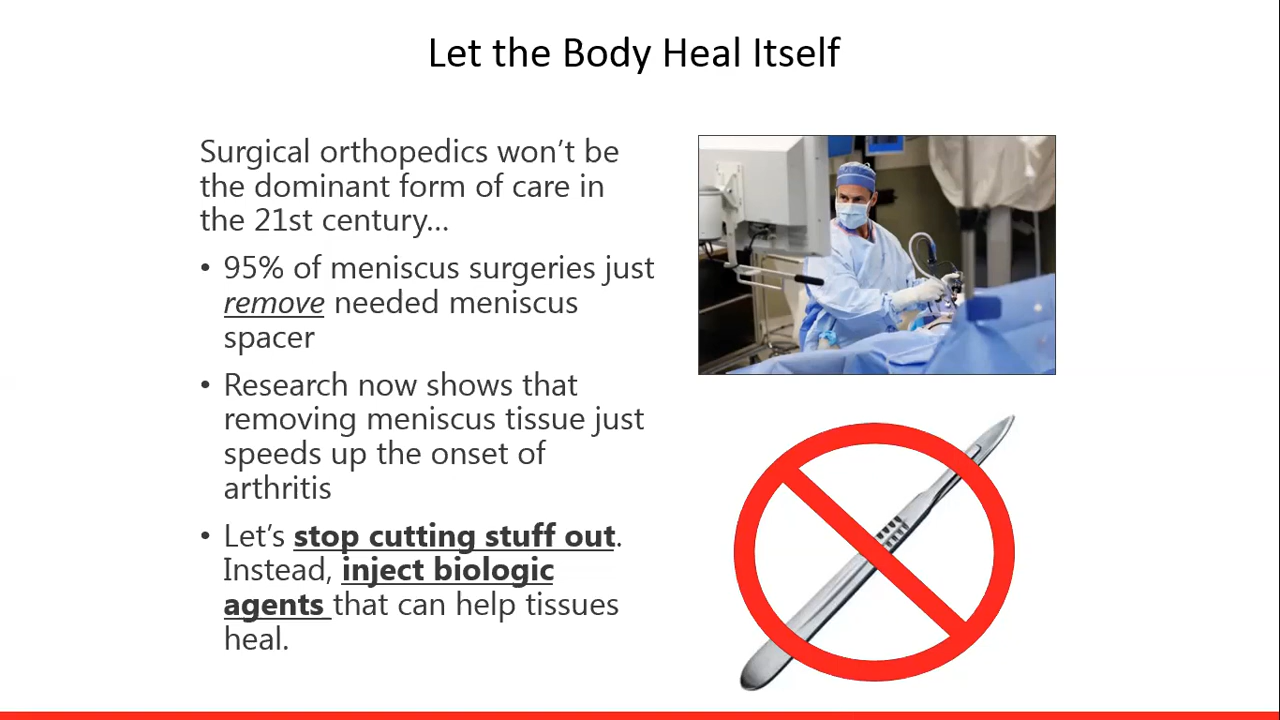 Let the Body Heal Itself
Surgical orthopedics won't be
the dominant form of care in
the 21st century...
• 95% of meniscus surgeries just
remove needed meniscus
spacer
• Research now shows that
removing meniscus tissue just
speeds up the onset of
arthritis
• Let's stop cutting stuff out.
Instead, inject biologic
agents that can help tissues
heal.